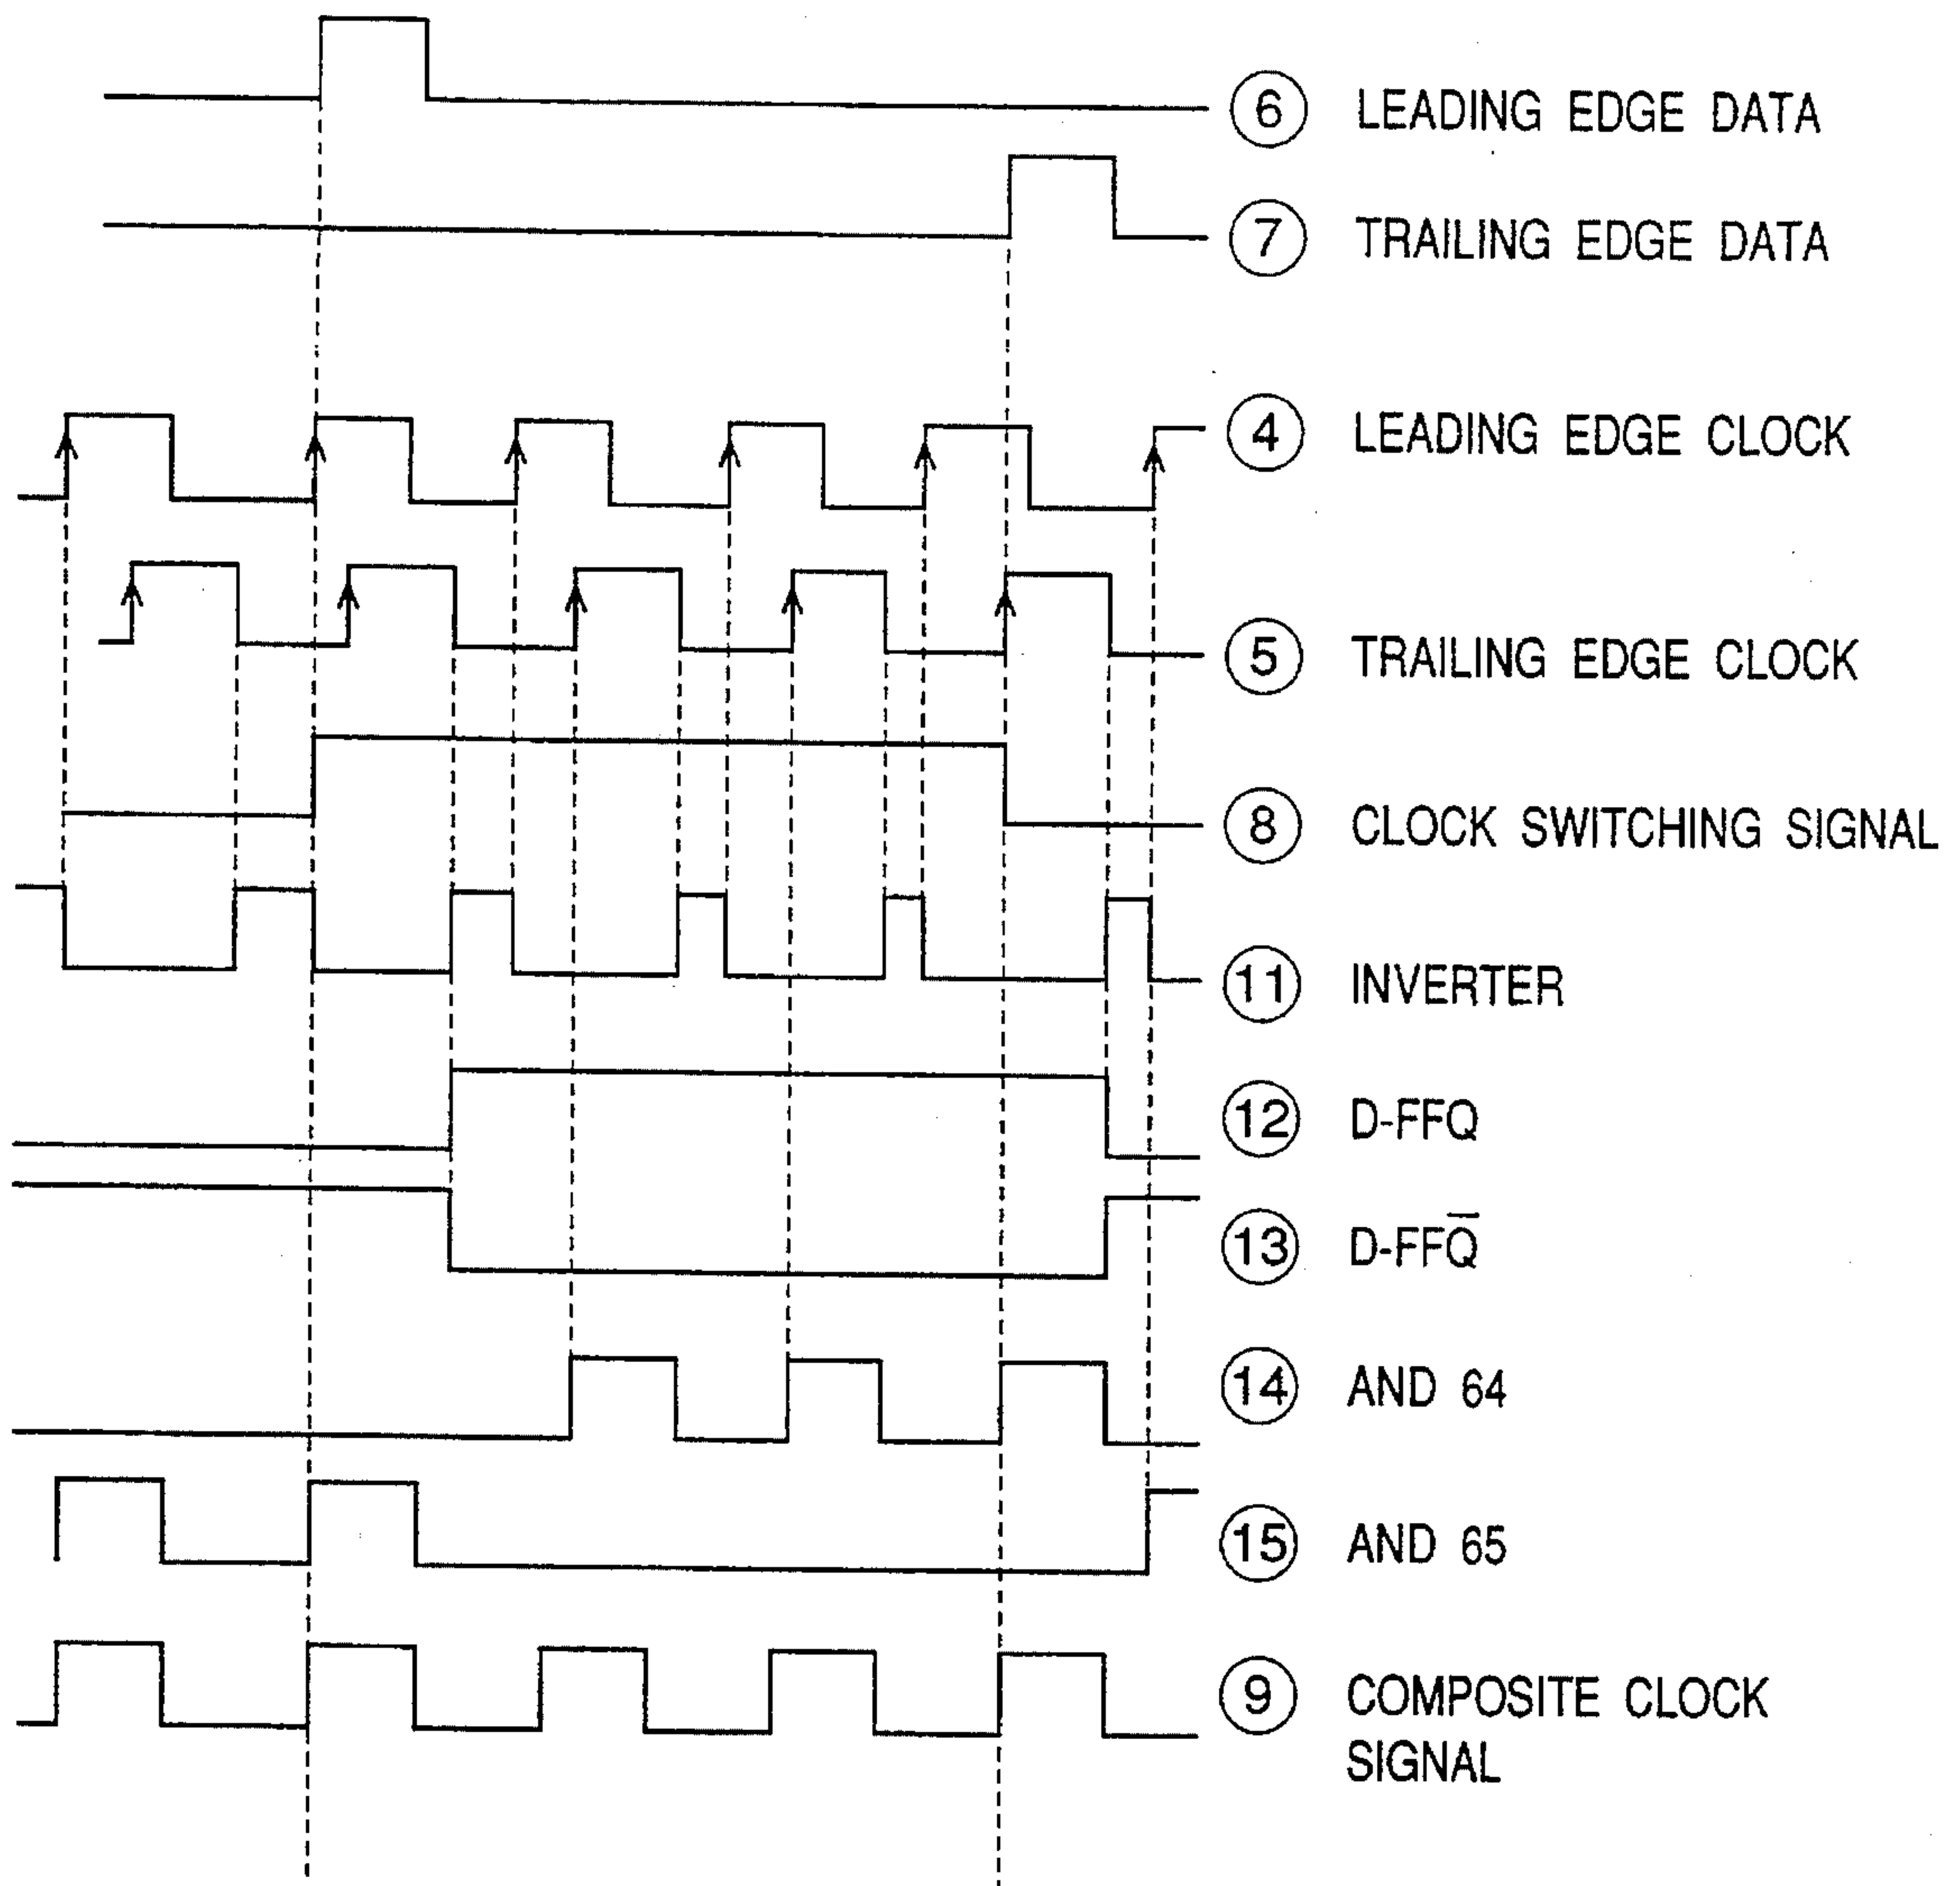 6 LEADING EDGE DATA
7 TRAILING EDGE DATA
4 LEADING EDGE CLOCK
5 TRAILING EDGE CLOCK
8 CLOCK SWITCHING SIGNAL
11 INVERTER
12 D-FFQ
13 D-FFQ̅
14 AND 64
15 AND 65
9 COMPOSITE CLOCK
SIGNAL